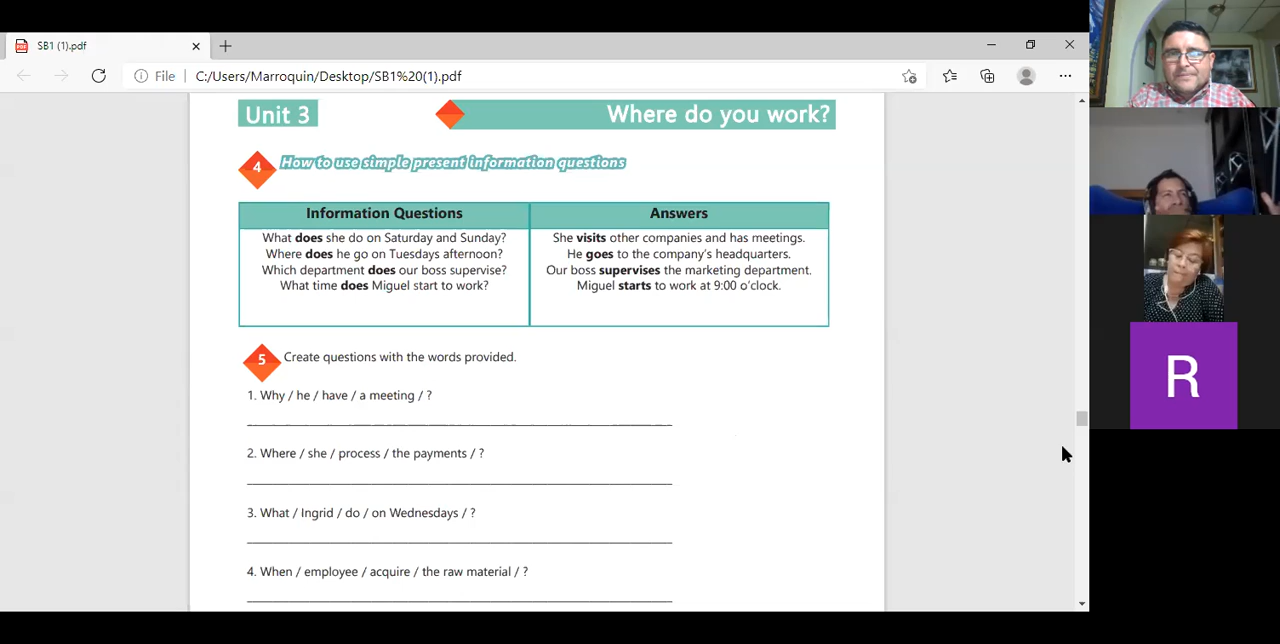 SB1 (1).pdf
File
C:/Users/Marroquin/Desktop/SB1%20(1).pdf
Unit 3
Where do you work?
4
How to use simple present information questions
Information Questions
What does she do on Saturday and Sunday?
Where does he go on Tuesdays afternoon?
Which department does our boss supervise?
What time does Miguel start to work?
Answers
She visits other companies and has meetings.
He goes to the company's headquarters.
Our boss supervises the marketing department.
Miguel starts to work at 9:00 o'clock.
5
Create questions with the words provided.
1. Why / he / have / a meeting / ?
2. Where / she / process / the payments / ?
3. What / Ingrid / do / on Wednesdays / ?
4. When / employee / acquire / the raw material / ?
R